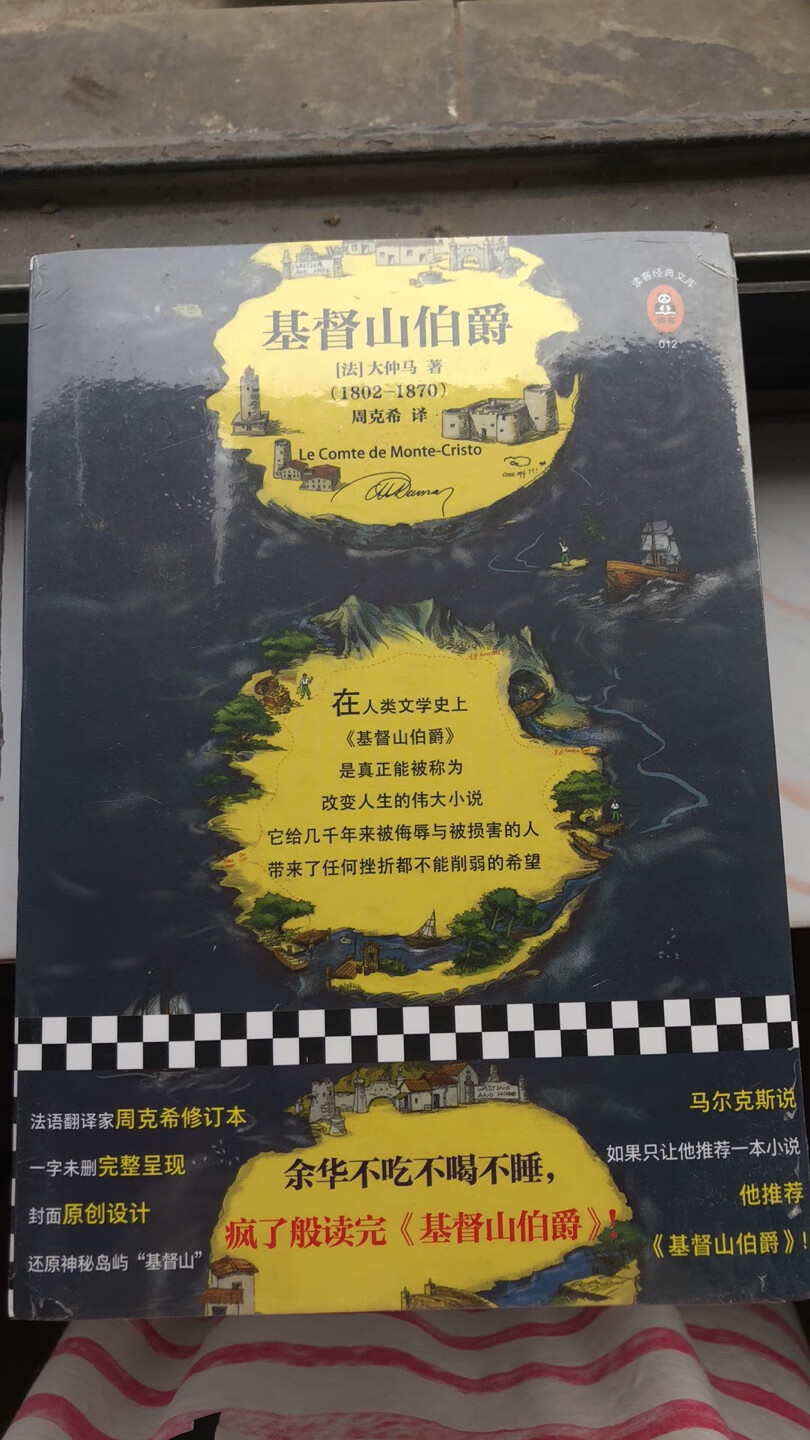 读客经典文库
012
基督山伯爵
[法]大仲马 著
(1802-1870)
周克希 译
Le Comte de Monte-Cristo
在人类文学史上
《基督山伯爵》
是真正能被称为
改变人生的伟大小说
它给几千年来被侮辱与被损害的人
带来了任何挫折都不能削弱的希望
法语翻译家周克希修订本
一字未删完整呈现
封面原创设计
还原神秘岛屿“基督山”
WAITING
AND HOPE
余华不吃不喝不睡，
疯了般读完《基督山伯爵》！
马尔克斯说
如果只让他推荐一本小说
他推荐
《基督山伯爵》！